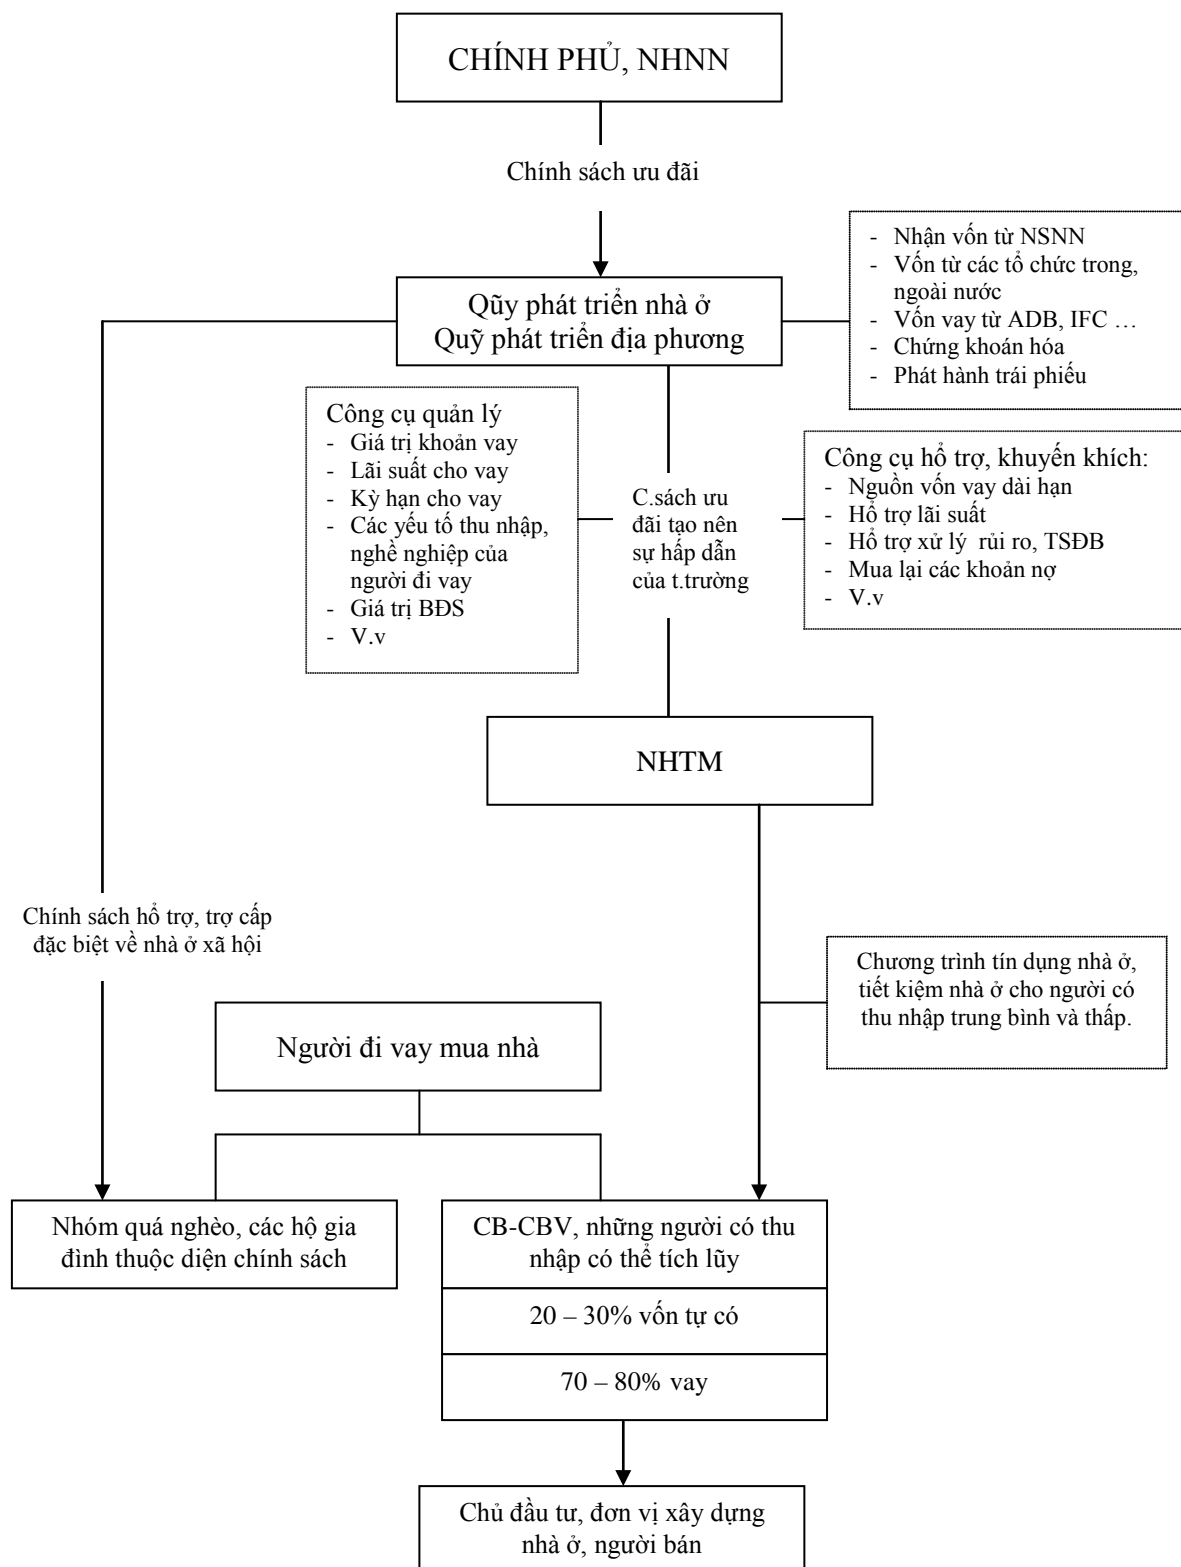 CHÍNH PHỦ, NHNN
Chính sách ưu đãi
- Nhận vốn từ NSNN
- Vốn từ các tổ chức trong,
ngoài nước
- Vốn vay từ ADB, IFC …
- Chứng khoán hóa
- Phát hành trái phiếu
Qũy phát triển nhà ở
Quỹ phát triển địa phương
Công cụ quản lý
- Giá trị khoản vay
- Lãi suất cho vay
- Kỳ hạn cho vay
- Các yếu tố thu nhập,
nghề nghiệp của
người đi vay
- Giá trị BĐS
- V.v
C.sách ưu
đãi tạo nên
sự hấp dẫn
của t.trường
Công cụ hổ trợ, khuyến khích:
- Nguồn vốn vay dài hạn
- Hổ trợ lãi suất
- Hổ trợ xử lý rủi ro, TSĐB
- Mua lại các khoản nợ
- V.v
NHTM
Chính sách hổ trợ, trợ cấp
đặc biệt về nhà ở xã hội
Chương trình tín dụng nhà ở,
tiết kiệm nhà ở cho người có
thu nhập trung bình và thấp.
Người đi vay mua nhà
Nhóm quá nghèo, các hộ gia
đình thuộc diện chính sách
CB-CBV, những người có thu
nhập có thể tích lũy
20 – 30% vốn tự có
70 – 80% vay
Chủ đầu tư, đơn vị xây dựng
nhà ở, người bán